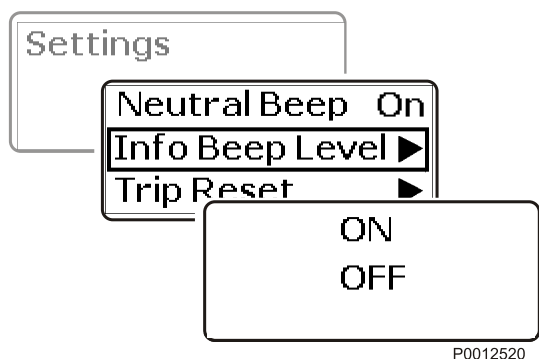 Settings
Neutral Beep On
Info Beep Level ▶
Trip Reset ▶
ON
OFF
P0012520